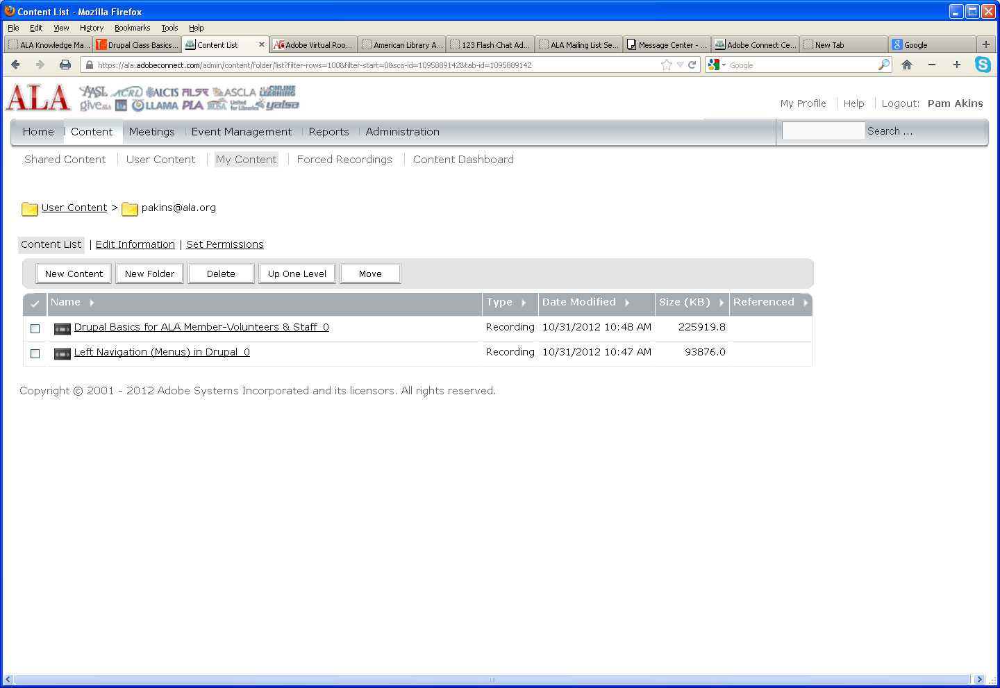 Content List - Mozilla Firefox
File Edit View History Bookmarks Tools Help
ALA Knowledge Ma... Drupal Class Basics... Content List Adobe Virtual Roo... American Library A... 123 Flash Chat Ad... ALA Mailing List Se... Message Center - ... Adobe Connect Ce... New Tab Google
https://ala.adobeconnect.com/admin/content/folder/list?filter-rows=100&filter-start=0&sco-id=1095889142&tab-id=1095889142 Google
ALA AASL ACRL ALCTS ALSC ASCLA ONLINE LEARNING
giveALA LLAMA PLA RUSA United for Libraries yalsa
My Profile Help Logout: Pam Akins
Home Content Meetings Event Management Reports Administration Search ...
Shared Content User Content My Content Forced Recordings Content Dashboard
User Content > pakins@ala.org
Content List | Edit Information | Set Permissions
New Content New Folder Delete Up One Level Move
Name Type Date Modified Size (KB) Referenced
Drupal Basics for ALA Member-Volunteers & Staff_0 Recording 10/31/2012 10:48 AM 225919.8
Left Navigation (Menus) in Drupal_0 Recording 10/31/2012 10:47 AM 93876.0
Copyright © 2001 - 2012 Adobe Systems Incorporated and its licensors. All rights reserved.